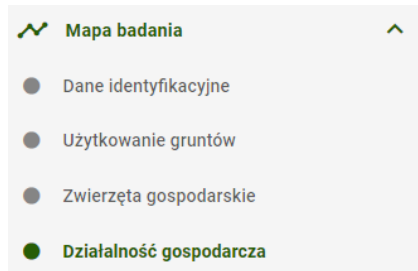 Mapa badania
Dane identyfikacyjne
Użytkowanie gruntów
Zwierzęta gospodarskie
Działalność gospodarcza